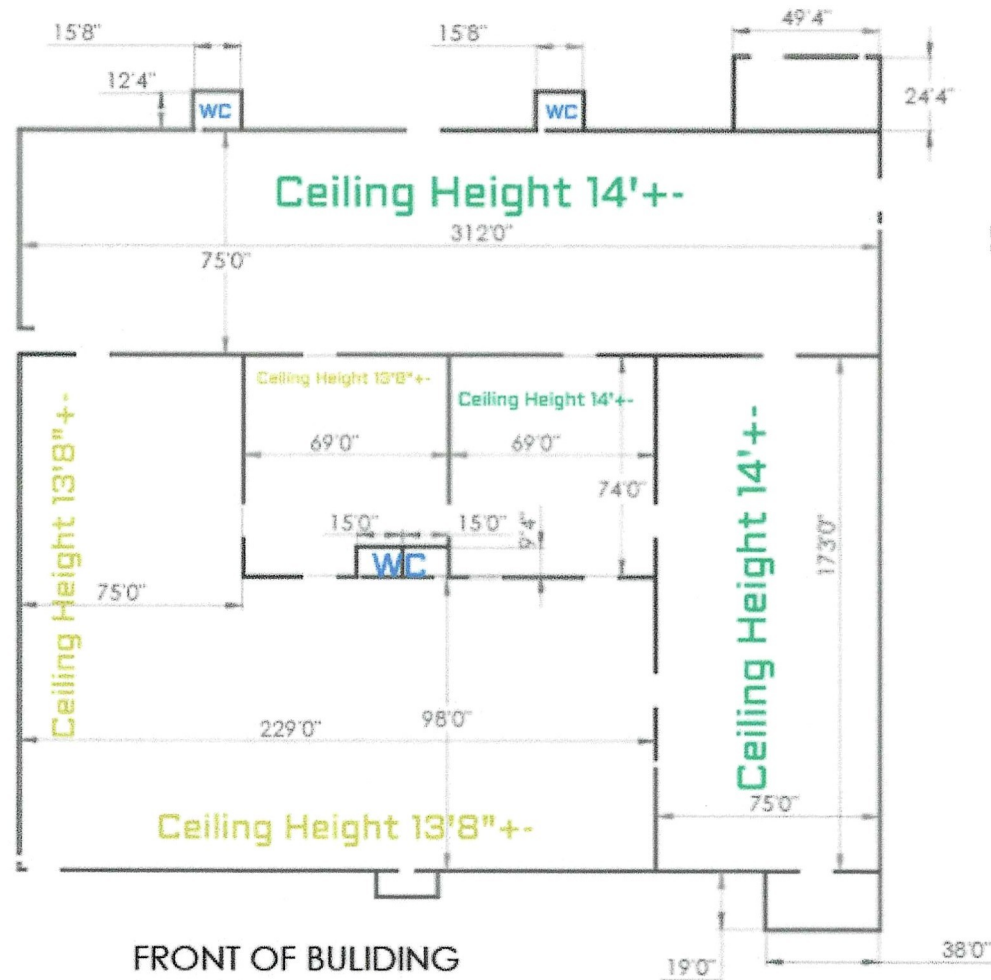 49'4"
15'8"
15'8"
12'4"
WC
WC
24'4"
Ceiling Height 14'+-
312'0"
75'0"
Ceiling Height 13'8"+-
Ceiling Height 13'8"+-
Ceiling Height 14'+-
Ceiling Height 14'+-
69'0"
69'0"
74'0"
173'0"
15'0"
15'0"
9'4"
WC
75'0"
229'0"
98'0"
75'0"
Ceiling Height 13'8"+-
FRONT OF BULIDING
19'0"
38'0"